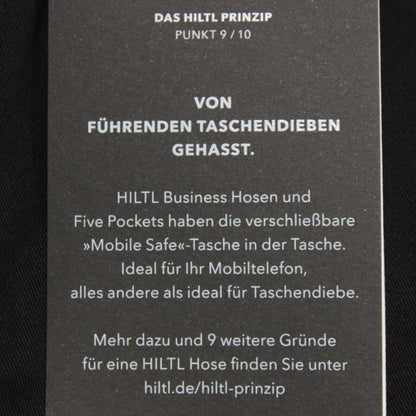 DAS HILTL PRINZIP
PUNKT 9 / 10
VON
FÜHRENDEN TASCHENDIEBEN
GEHASST.
HILTL Business Hosen und
Five Pockets haben die verschließbare
»Mobile Safe«-Tasche in der Tasche.
Ideal für Ihr Mobiltelefon,
alles andere als ideal für Taschendiebe.
Mehr dazu und 9 weitere Gründe
für eine HILTL Hose finden Sie unter
hiltl.de/hiltl-prinzip